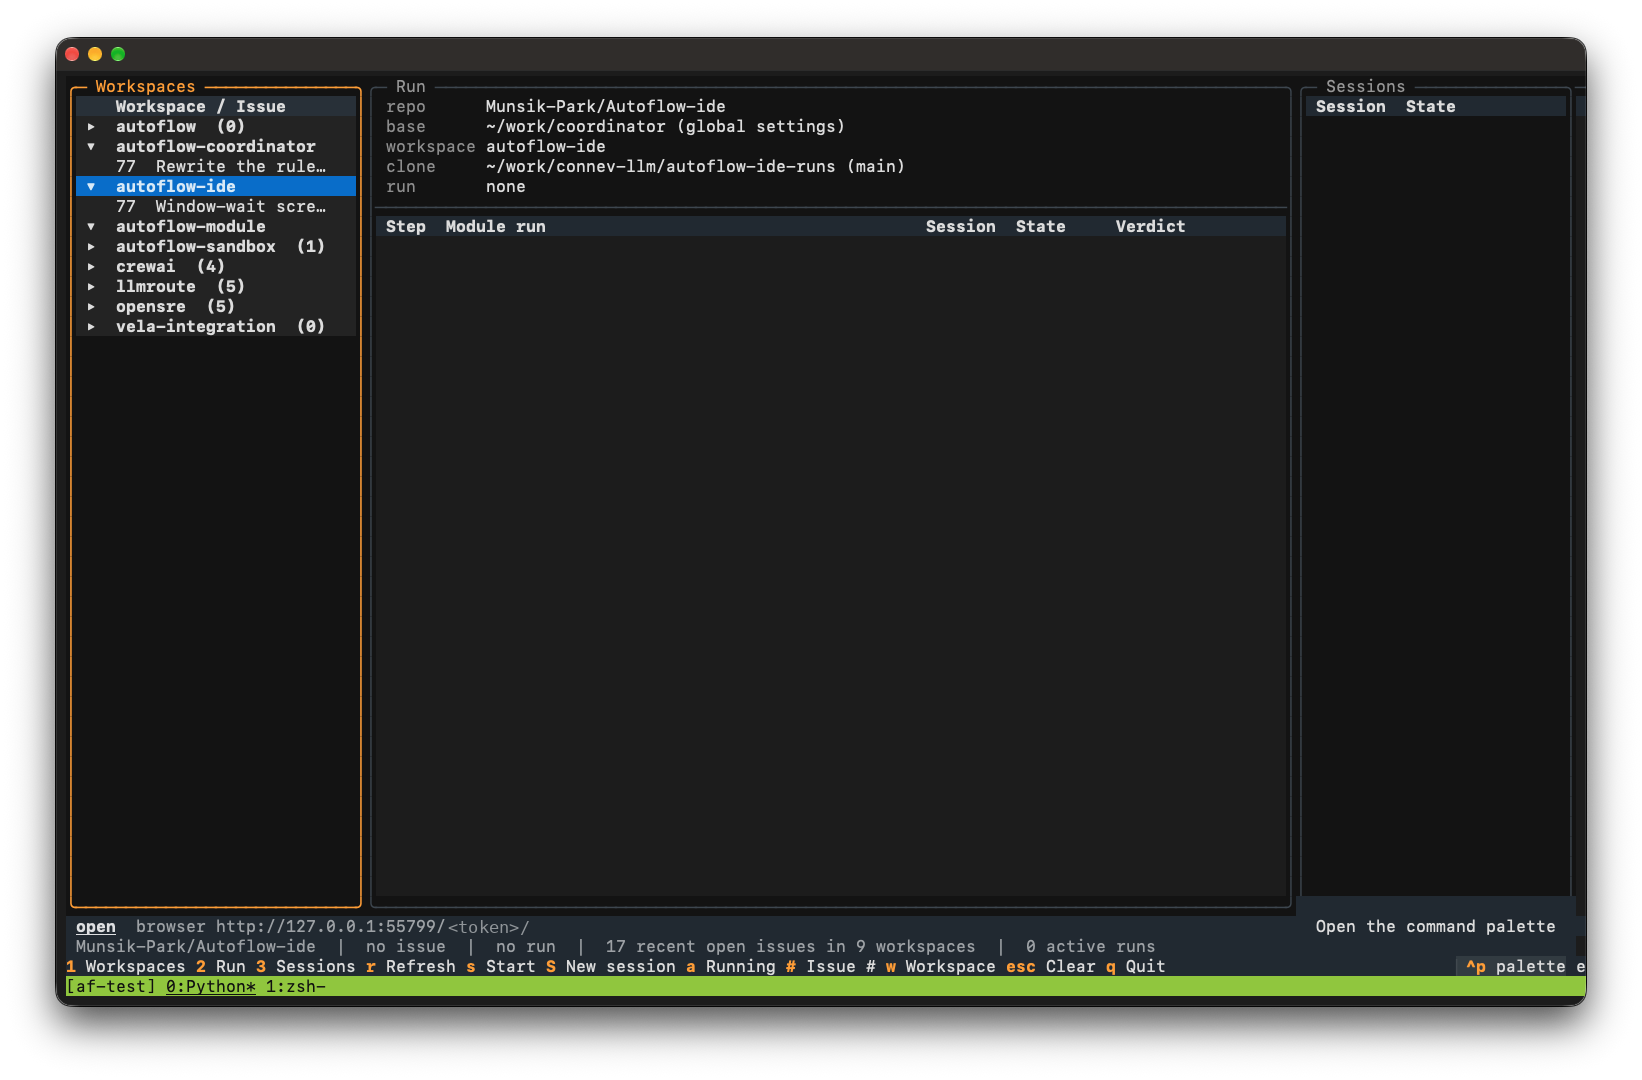 Workspaces
Workspace / Issue
▸ autoflow (0)
▾ autoflow-coordinator
77 Rewrite the rule…
▾ autoflow-ide
77 Window-wait scre…
▾ autoflow-module
▸ autoflow-sandbox (1)
▸ crewai (4)
▸ llmroute (5)
▸ opensre (5)
▸ vela-integration (0)
Run
repo Munsik-Park/Autoflow-ide
base ~/work/coordinator (global settings)
workspace autoflow-ide
clone ~/work/connev-llm/autoflow-ide-runs (main)
run none
Step Module run Session State Verdict
Sessions
Session State
open browser http://127.0.0.1:55799/<token>/
Open the command palette
Munsik-Park/Autoflow-ide | no issue | no run | 17 recent open issues in 9 workspaces | 0 active runs
1 Workspaces 2 Run 3 Sessions r Refresh s Start S New session a Running # Issue # w Workspace esc Clear q Quit ^p palette e
[af-test] 0:Python* 1:zsh-